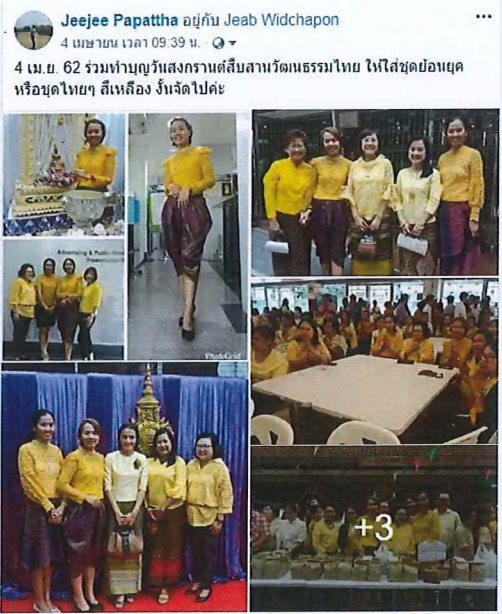 Jeejee Papattha อยู่กับ Jeab Widchapon
4 เมษายน เวลา 09:39 น.
4 เม.ย. 62 ร่วมทำบุญวันสงกรานต์สืบสานวัฒนธรรมไทย ให้ใส่ชุดย้อนยุค
หรือชุดไทยๆ สีเหลือง งั้นจัดไปค่ะ
Advertising & Public
PhotoGrid
+3